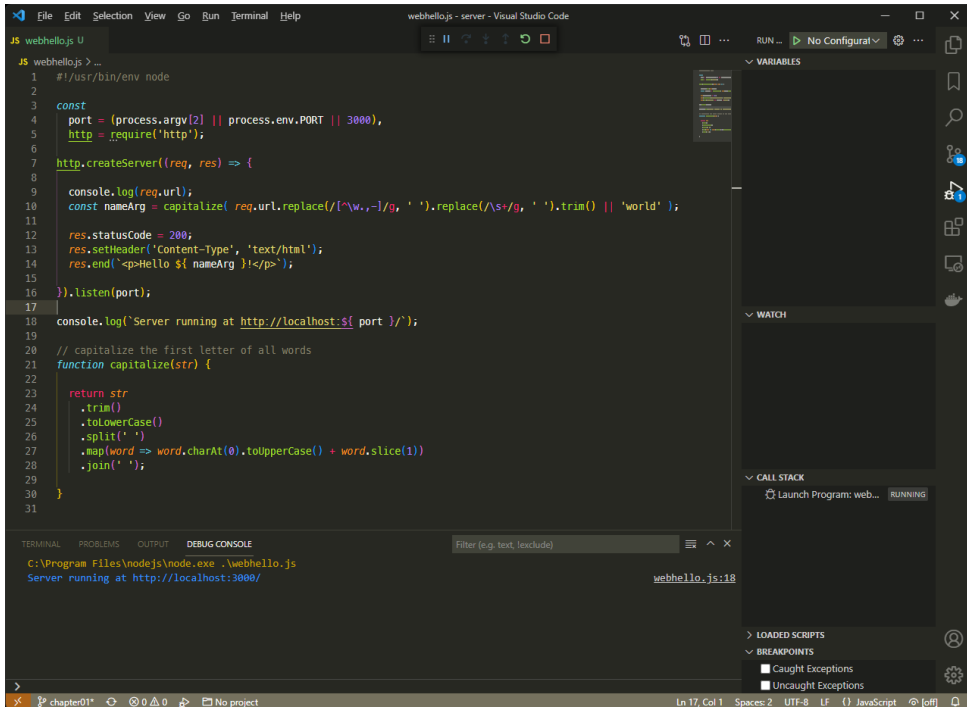 File Edit Selection View Go Run Terminal Help webhello.js - server - Visual Studio Code
JS webhello.js U
RUN ... No Configurat
JS webhello.js > ...
VARIABLES
1 #!/usr/bin/env node
2
3 const
4 port = (process.argv[2] || process.env.PORT || 3000),
5 http = require('http');
6
7 http.createServer((req, res) => {
8
9 console.log(req.url);
10 const nameArg = capitalize( req.url.replace(/[^\w.,-]/g, ' ').replace(/\s+/g, ' ').trim() || 'world' );
11
12 res.statusCode = 200;
13 res.setHeader('Content-Type', 'text/html');
14 res.end(`<p>Hello ${ nameArg }!</p>`);
15
16 }).listen(port);
17
18 console.log(`Server running at http://localhost:${ port }/`);
19
20 // capitalize the first letter of all words
21 function capitalize(str) {
22
23 return str
24 .trim()
25 .toLowerCase()
26 .split(' ')
27 .map(word => word.charAt(0).toUpperCase() + word.slice(1))
28 .join(' ');
29
30 }
31
18
1
WATCH
CALL STACK
Launch Program: web... RUNNING
TERMINAL PROBLEMS OUTPUT DEBUG CONSOLE Filter (e.g. text, !exclude)
C:\Program Files\nodejs\node.exe .\webhello.js
Server running at http://localhost:3000/ webhello.js:18
LOADED SCRIPTS
BREAKPOINTS
Caught Exceptions
Uncaught Exceptions
>
chapter01* 0 0 No project Ln 17, Col 1 Spaces: 2 UTF-8 LF {} JavaScript [off]